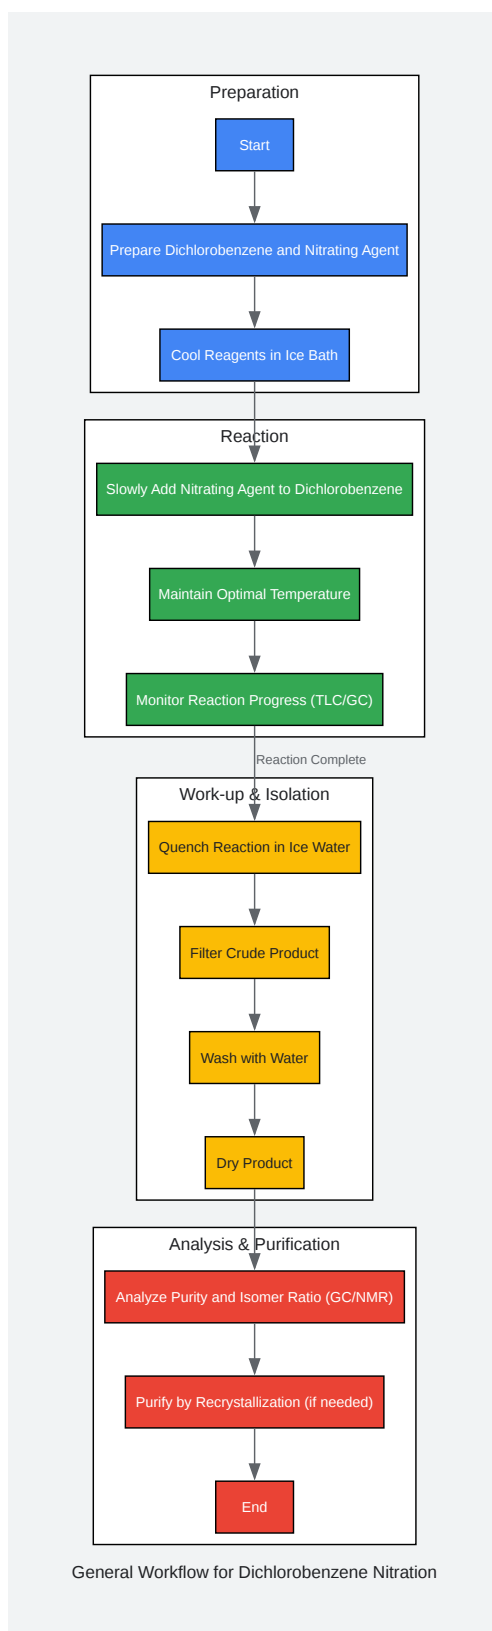 Preparation
Start
Prepare Dichlorobenzene and Nitrating Agent
Cool Reagents in Ice Bath
Reaction
Slowly Add Nitrating Agent to Dichlorobenzene
Maintain Optimal Temperature
Monitor Reaction Progress (TLC/GC)
Reaction Complete
Work-up & Isolation
Quench Reaction in Ice Water
Filter Crude Product
Wash with Water
Dry Product
Analysis & Purification
Analyze Purity and Isomer Ratio (GC/NMR)
Purify by Recrystallization (if needed)
End
General Workflow for Dichlorobenzene Nitration